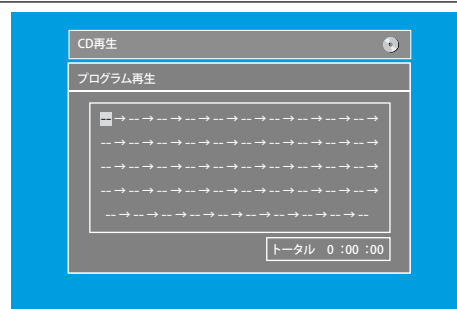 CD再生
プログラム再生
-- → -- → -- → -- → -- → -- → -- → -- → -- → -- →
-- → -- → -- → -- → -- → -- → -- → -- → -- → -- →
-- → -- → -- → -- → -- → -- → -- → -- → -- → -- →
-- → -- → -- → -- → -- → -- → -- → -- → -- → -- →
-- → -- → -- → -- → -- → -- → -- → -- → -- → --
トータル 0 :00 :00